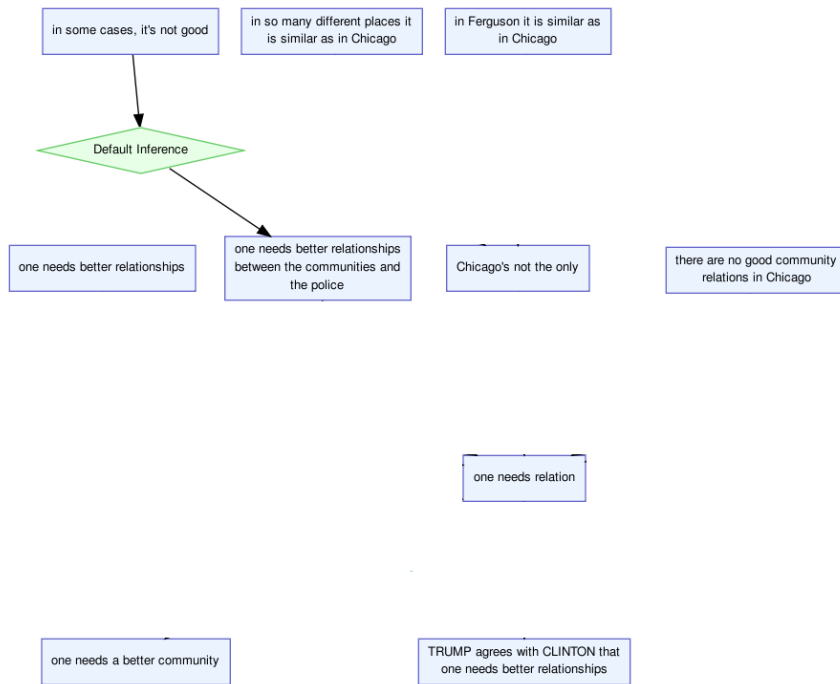 in some cases, it's not good
in so many different places it
is similar as in Chicago
in Ferguson it is similar as
in Chicago
Default Inference
one needs better relationships
one needs better relationships
between the communities and
the police
Chicago's not the only
there are no good community
relations in Chicago
one needs relation
one needs a better community
TRUMP agrees with CLINTON that
one needs better relationships